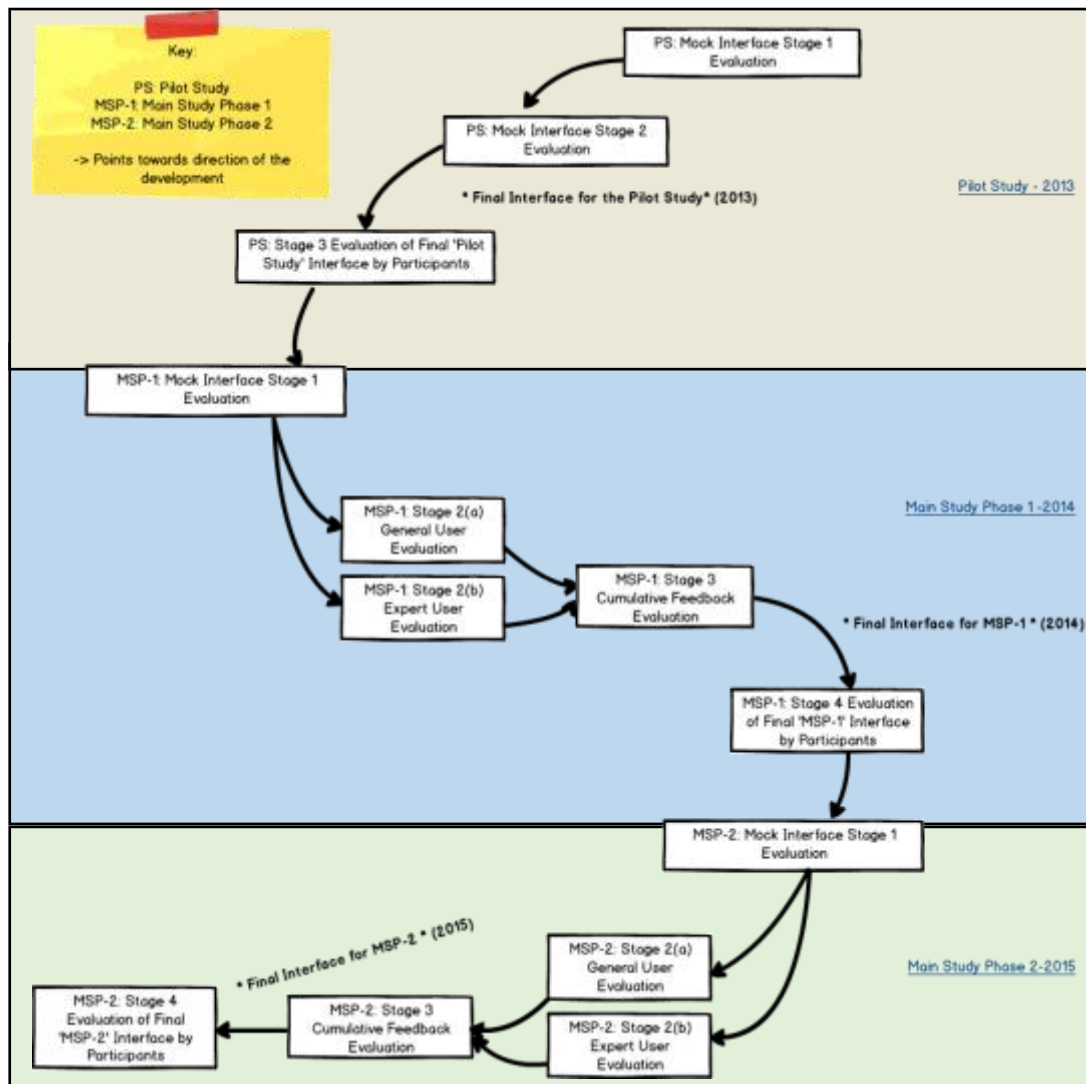 Key:
PS: Pilot Study
MSP-1: Main Study Phase 1
MSP-2: Main Study Phase 2
-> Points towards direction of the
development
PS: Mock Interface Stage 1
Evaluation
PS: Mock Interface Stage 2
Evaluation
* Final Interface for the Pilot Study* (2013)
Pilot Study - 2013
PS: Stage 3 Evaluation of Final 'Pilot
Study' Interface by Participants
MSP-1: Mock Interface Stage 1
Evaluation
Main Study Phase 1 -2014
MSP-1: Stage 2(a)
General User
Evaluation
MSP-1: Stage 2(b)
Expert User
Evaluation
MSP-1: Stage 3
Cumulative Feedback
Evaluation
* Final Interface for MSP-1 * (2014)
MSP-1: Stage 4 Evaluation
of Final 'MSP-1' Interface
by Participants
MSP-2: Mock Interface Stage 1
Evaluation
* Final Interface for MSP-2 * (2015)
MSP-2: Stage 2(a)
General User
Evaluation
Main Study Phase 2-2015
MSP-2: Stage 4
Evaluation of Final
'MSP-2' Interface by
Participants
MSP-2: Stage 3
Cumulative Feedback
Evaluation
MSP-2: Stage 2(b)
Expert User
Evaluation